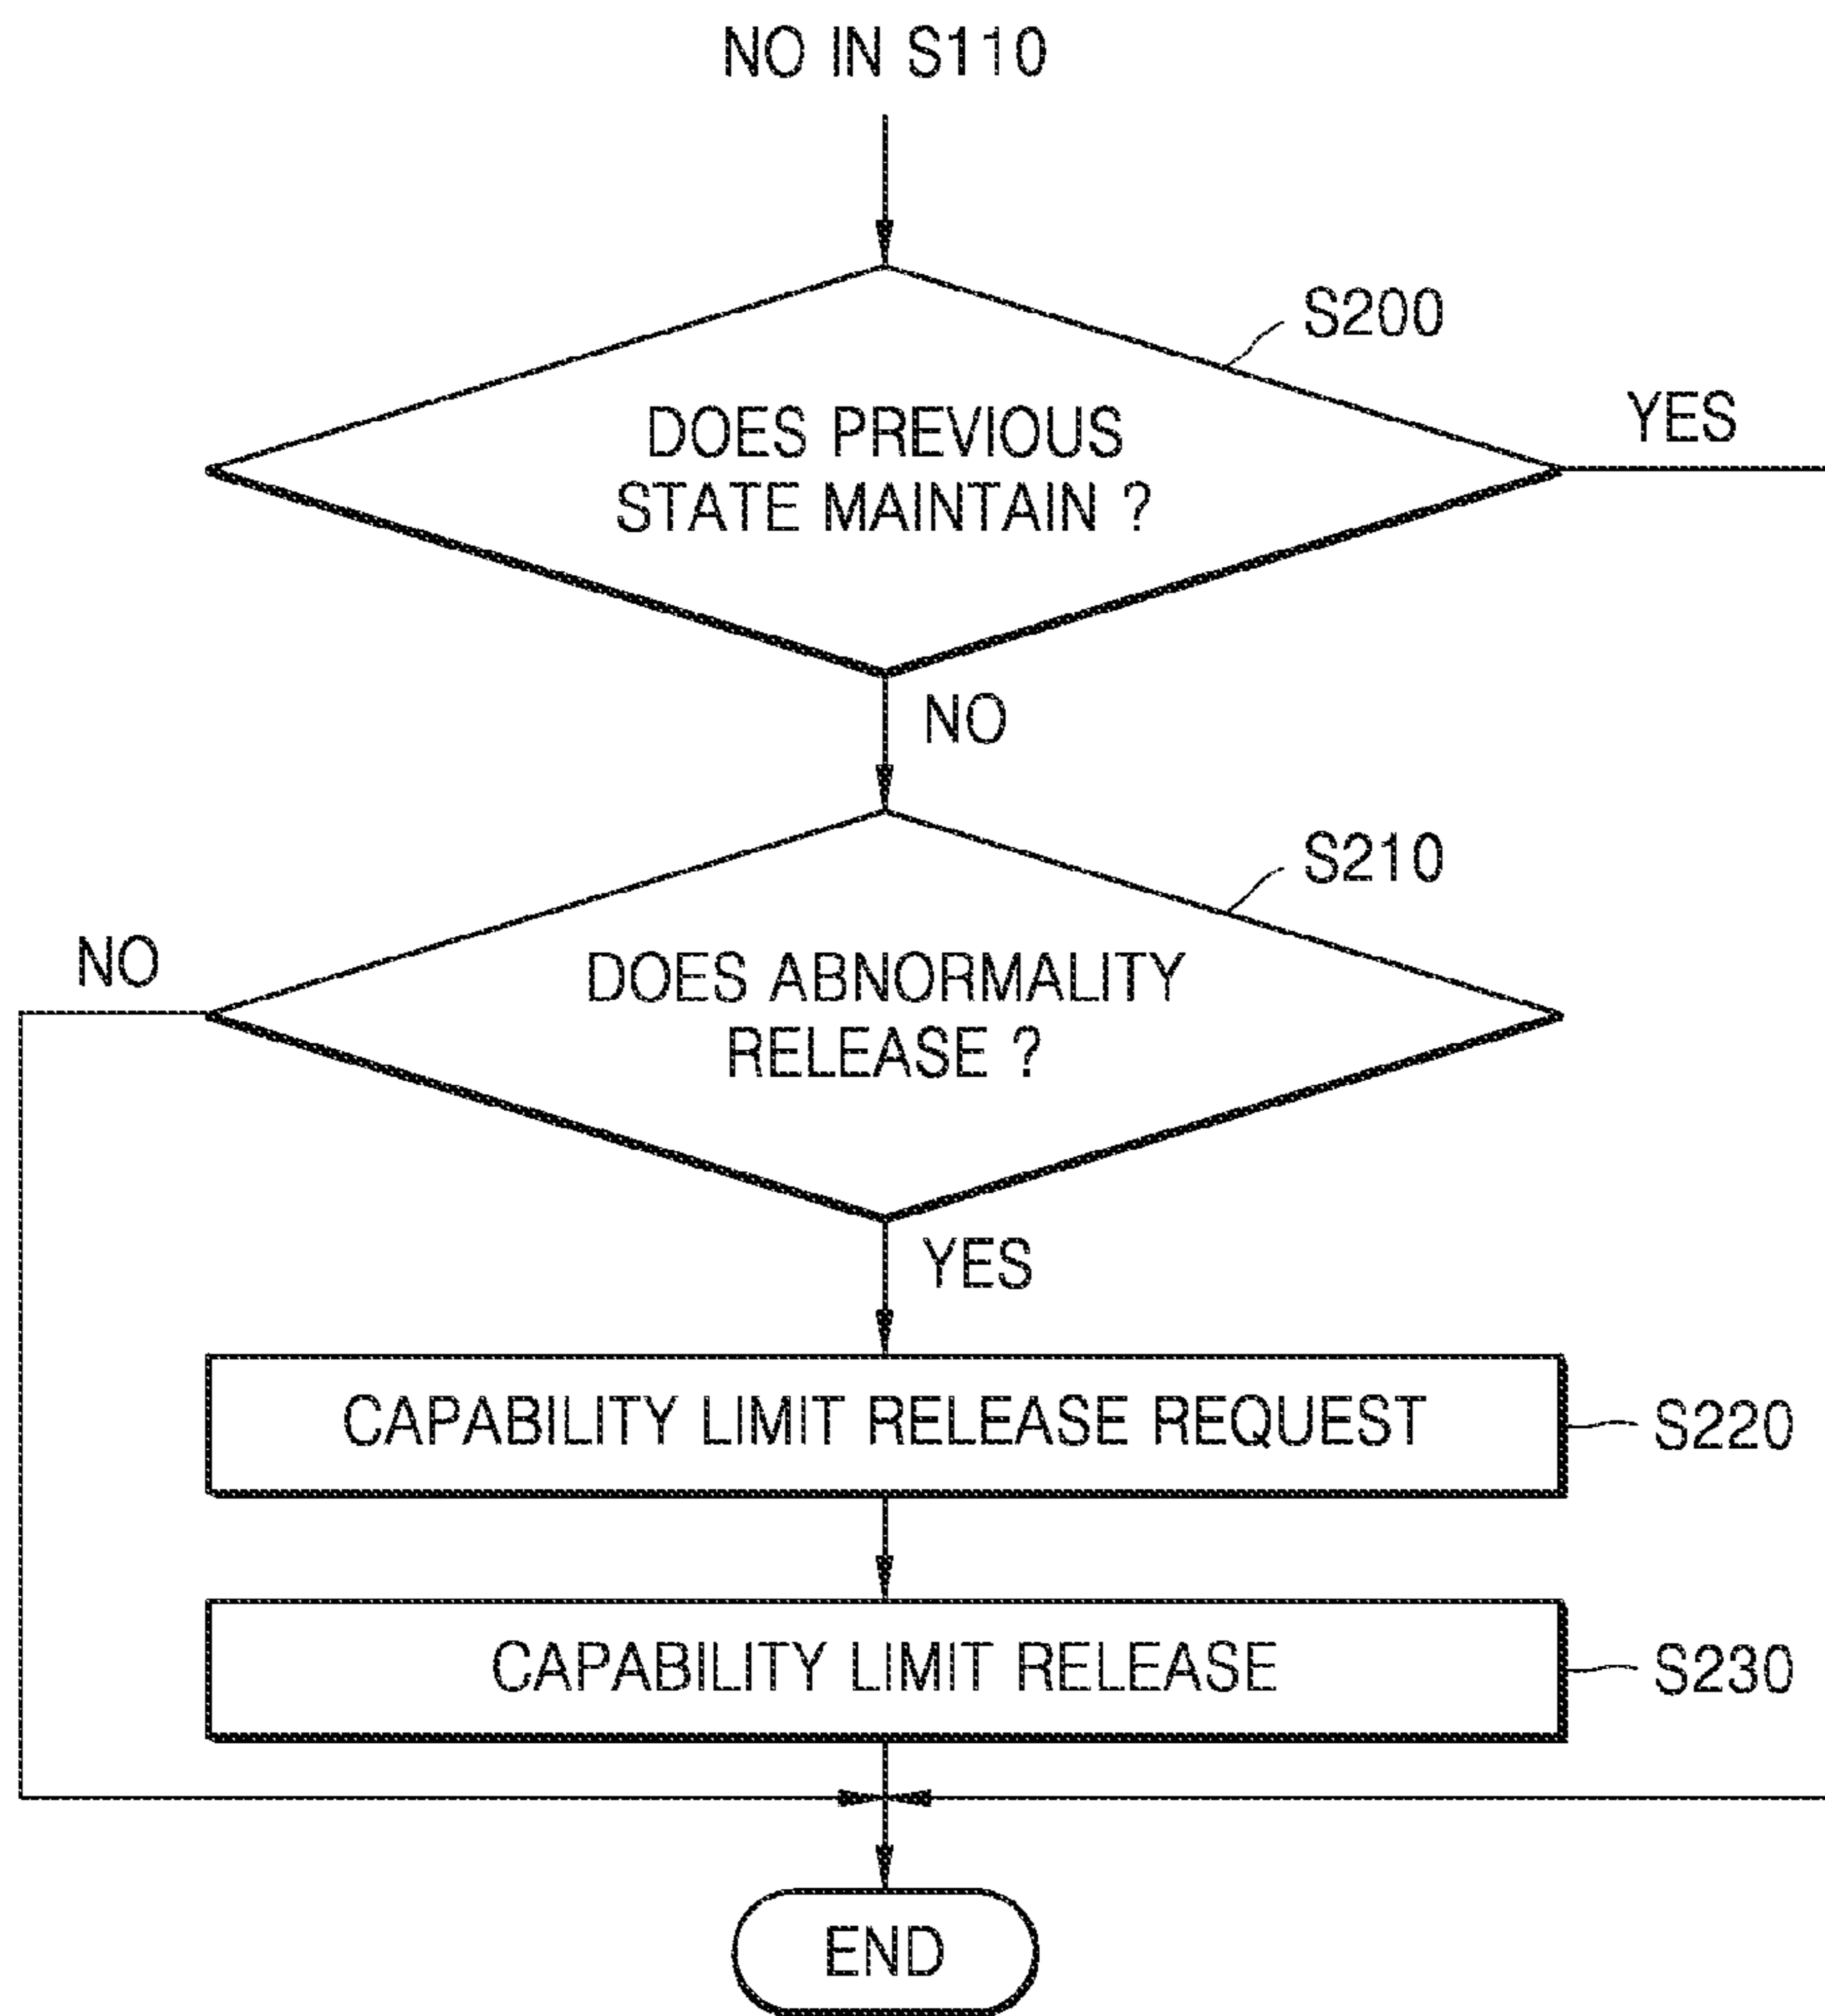 NO IN S110
S200
DOES PREVIOUS
STATE MAINTAIN ?
YES
NO
S210
DOES ABNORMALITY
RELEASE ?
NO
YES
CAPABILITY LIMIT RELEASE REQUEST
S220
CAPABILITY LIMIT RELEASE
S230
END